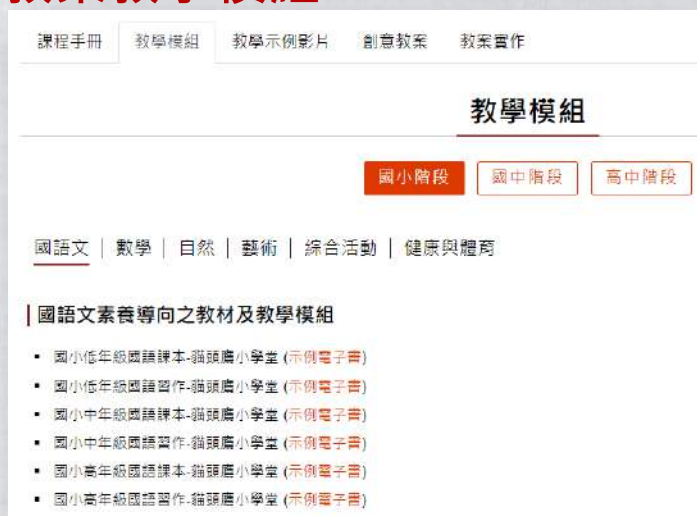 課程手冊 教學模組 教學示例影片 創意教案 教案實作
教學模組
國小階段 國中階段 高中階段
國語文 | 數學 | 自然 | 藝術 | 綜合活動 | 健康與體育
國語文素養導向之教材及教學模組
▪ 國小低年級國語課本-貓頭鷹小學堂 (示例電子書)
▪ 國小低年級國語習作-貓頭鷹小學堂 (示例電子書)
▪ 國小中年級國語課本-貓頭鷹小學堂 (示例電子書)
▪ 國小中年級國語習作-貓頭鷹小學堂 (示例電子書)
▪ 國小高年級國語課本-貓頭鷹小學堂 (示例電子書)
▪ 國小高年級國語習作-貓頭鷹小學堂 (示例電子書)